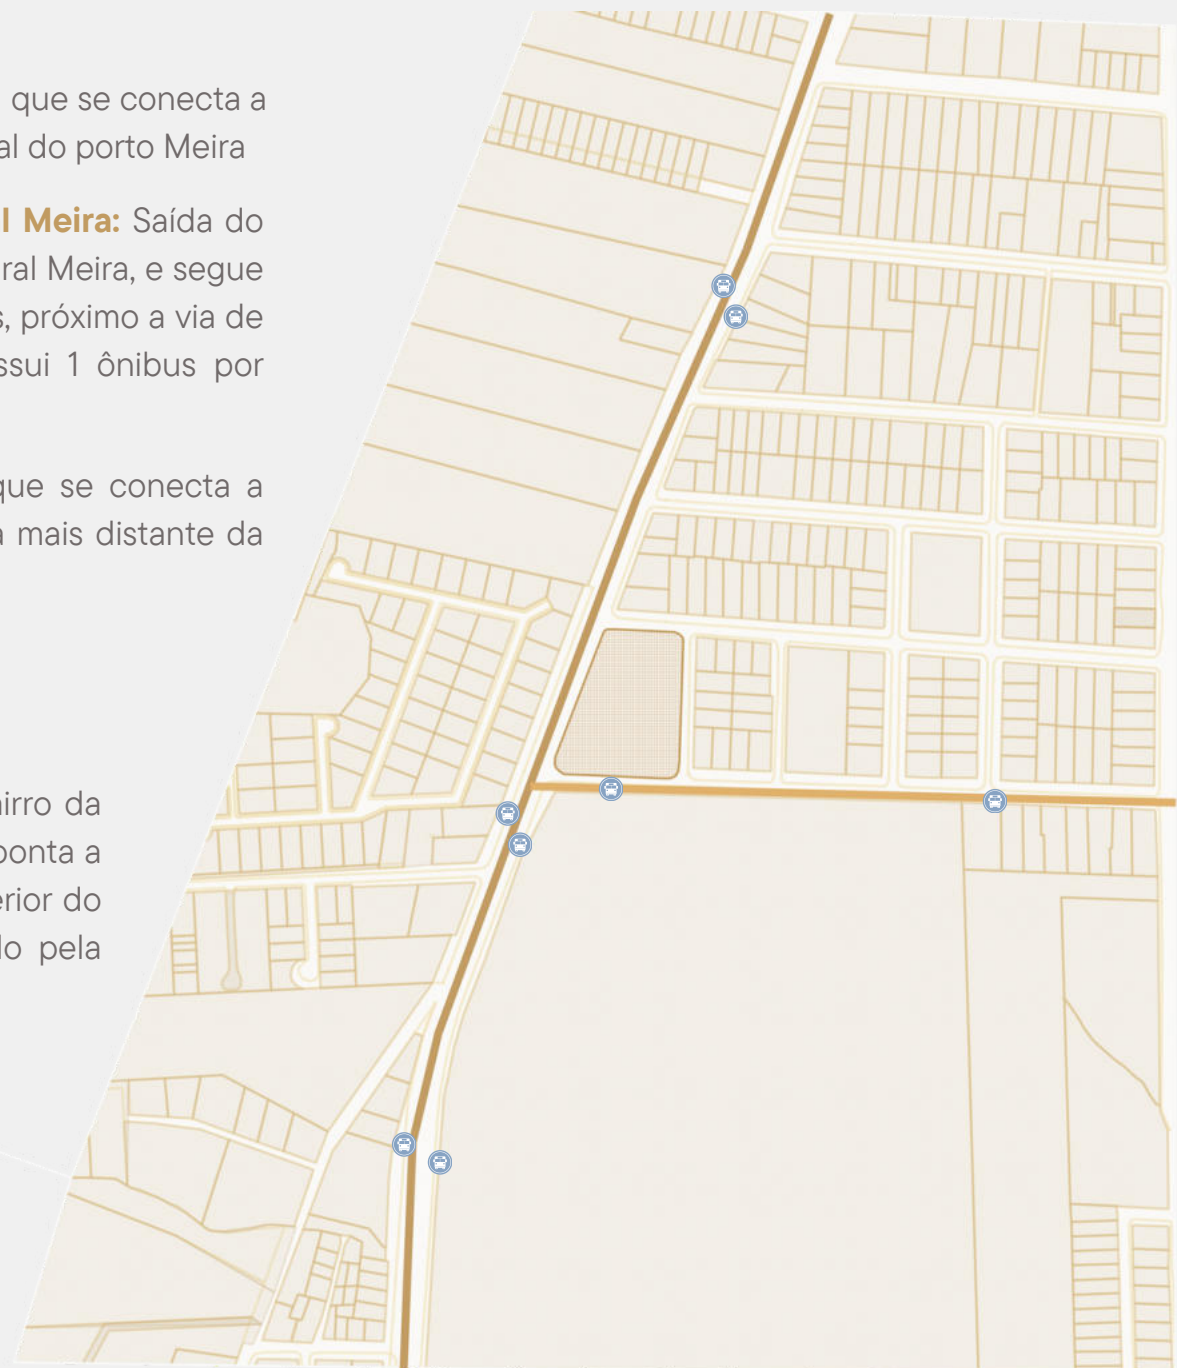 que se conecta a
al do porto Meira
l Meira: Saída do
ral Meira, e segue
s, próximo a via de
ssui 1 ônibus por
que se conecta a
a mais distante da
airro da
ponta a
erior do
do pela